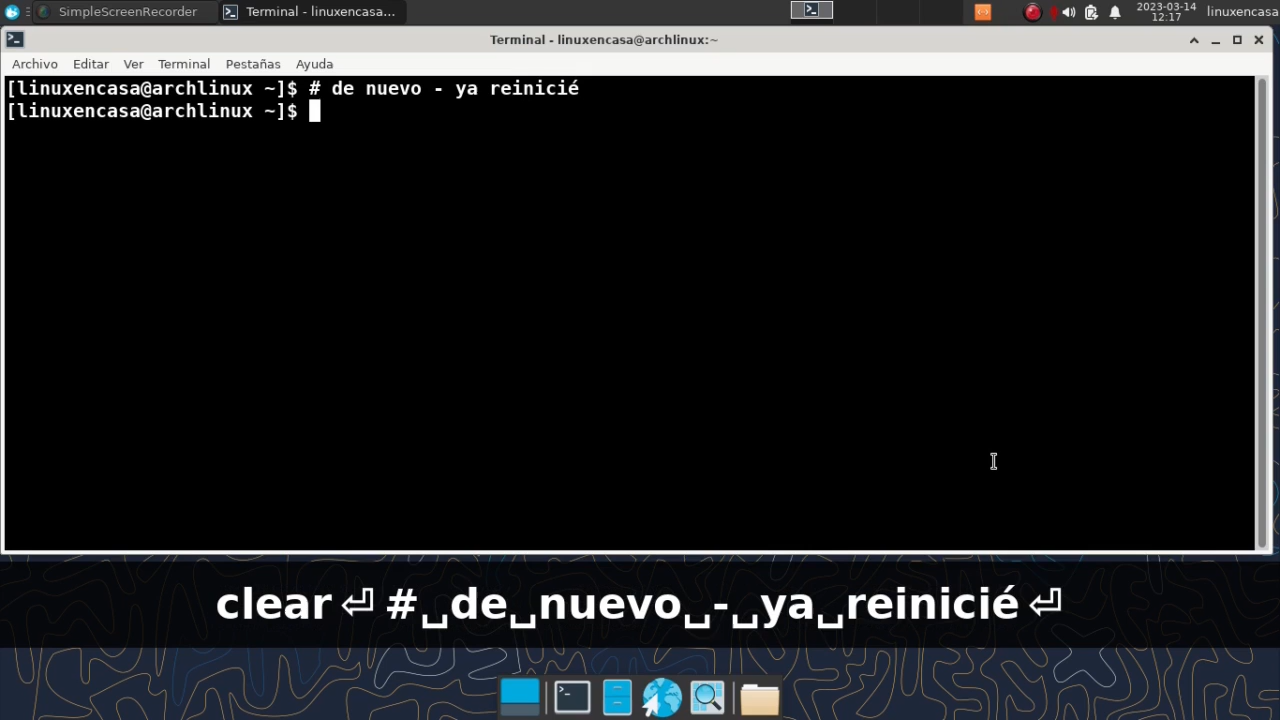 SimpleScreenRecorder
Terminal - linuxencasa...
2023-03-14
12:17
linuxencasa
Terminal - linuxencasa@archlinux:~
Archivo Editar Ver Terminal Pestañas Ayuda
[linuxencasa@archlinux ~]$ # de nuevo - ya reinicié
[linuxencasa@archlinux ~]$
clear⏎ #␣de␣nuevo␣-␣ya␣reinicié⏎